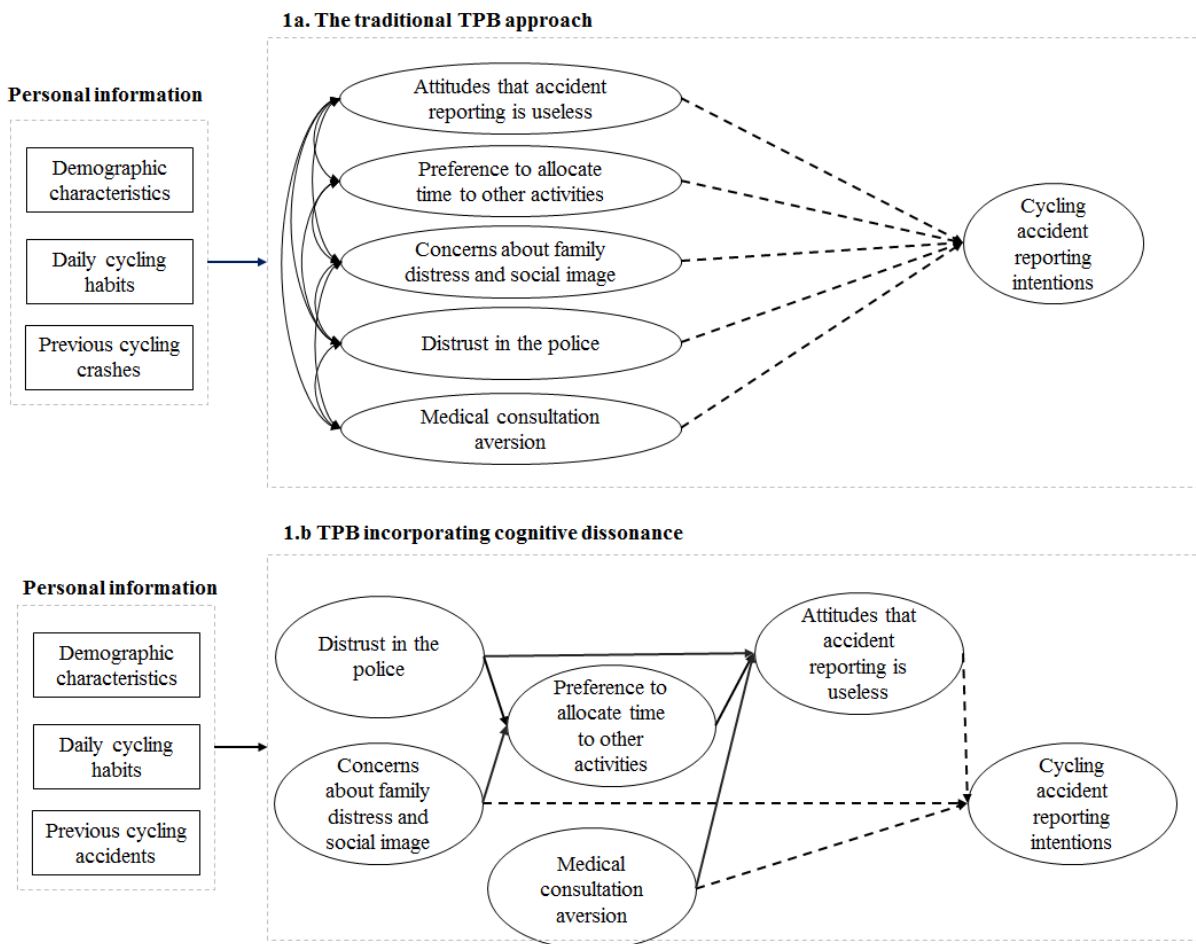 1a. The traditional TPB approach
Personal information
Demographic
characteristics
Daily cycling
habits
Previous cycling
crashes
Attitudes that accident
reporting is useless
Preference to allocate
time to other activities
Concerns about family
distress and social image
Distrust in the police
Medical consultation
aversion
Cycling
accident
reporting
intentions
1.b TPB incorporating cognitive dissonance
Personal information
Demographic
characteristics
Daily cycling
habits
Previous cycling
accidents
Distrust in the
police
Concerns
about family
distress and
social image
Preference to
allocate time
to other
activities
Medical
consultation
aversion
Attitudes that
accident
reporting is
useless
Cycling
accident
reporting
intentions